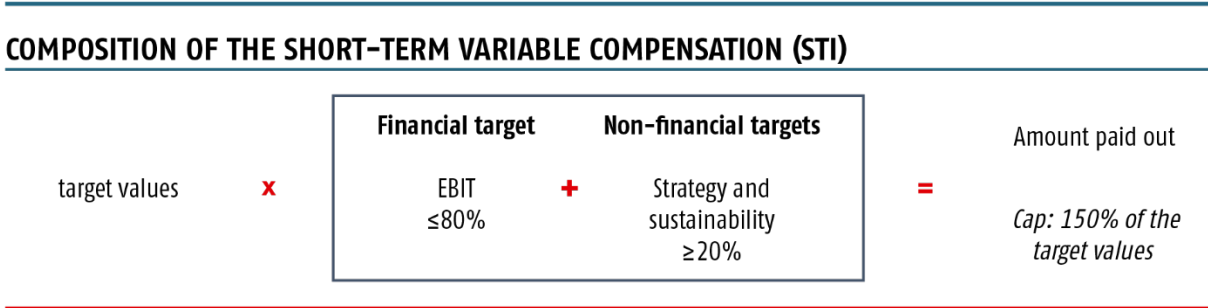 COMPOSITION OF THE SHORT-TERM VARIABLE COMPENSATION (STI)
target values
x
Financial target
EBIT
≤80%
+
Non-financial targets
Strategy and
sustainability
≥20%
=
Amount paid out
Cap: 150% of the
target values